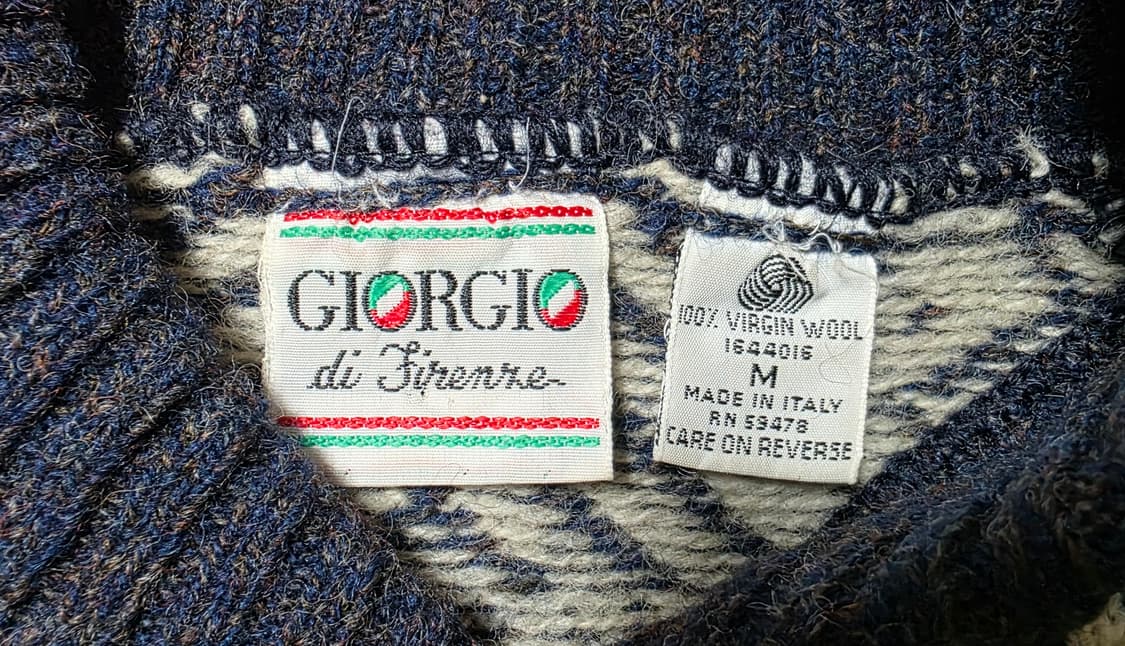 GIORGIO
di Firenze
100% VIRGIN WOOL
1644016
M
MADE IN ITALY
RN 59478
CARE ON REVERSE